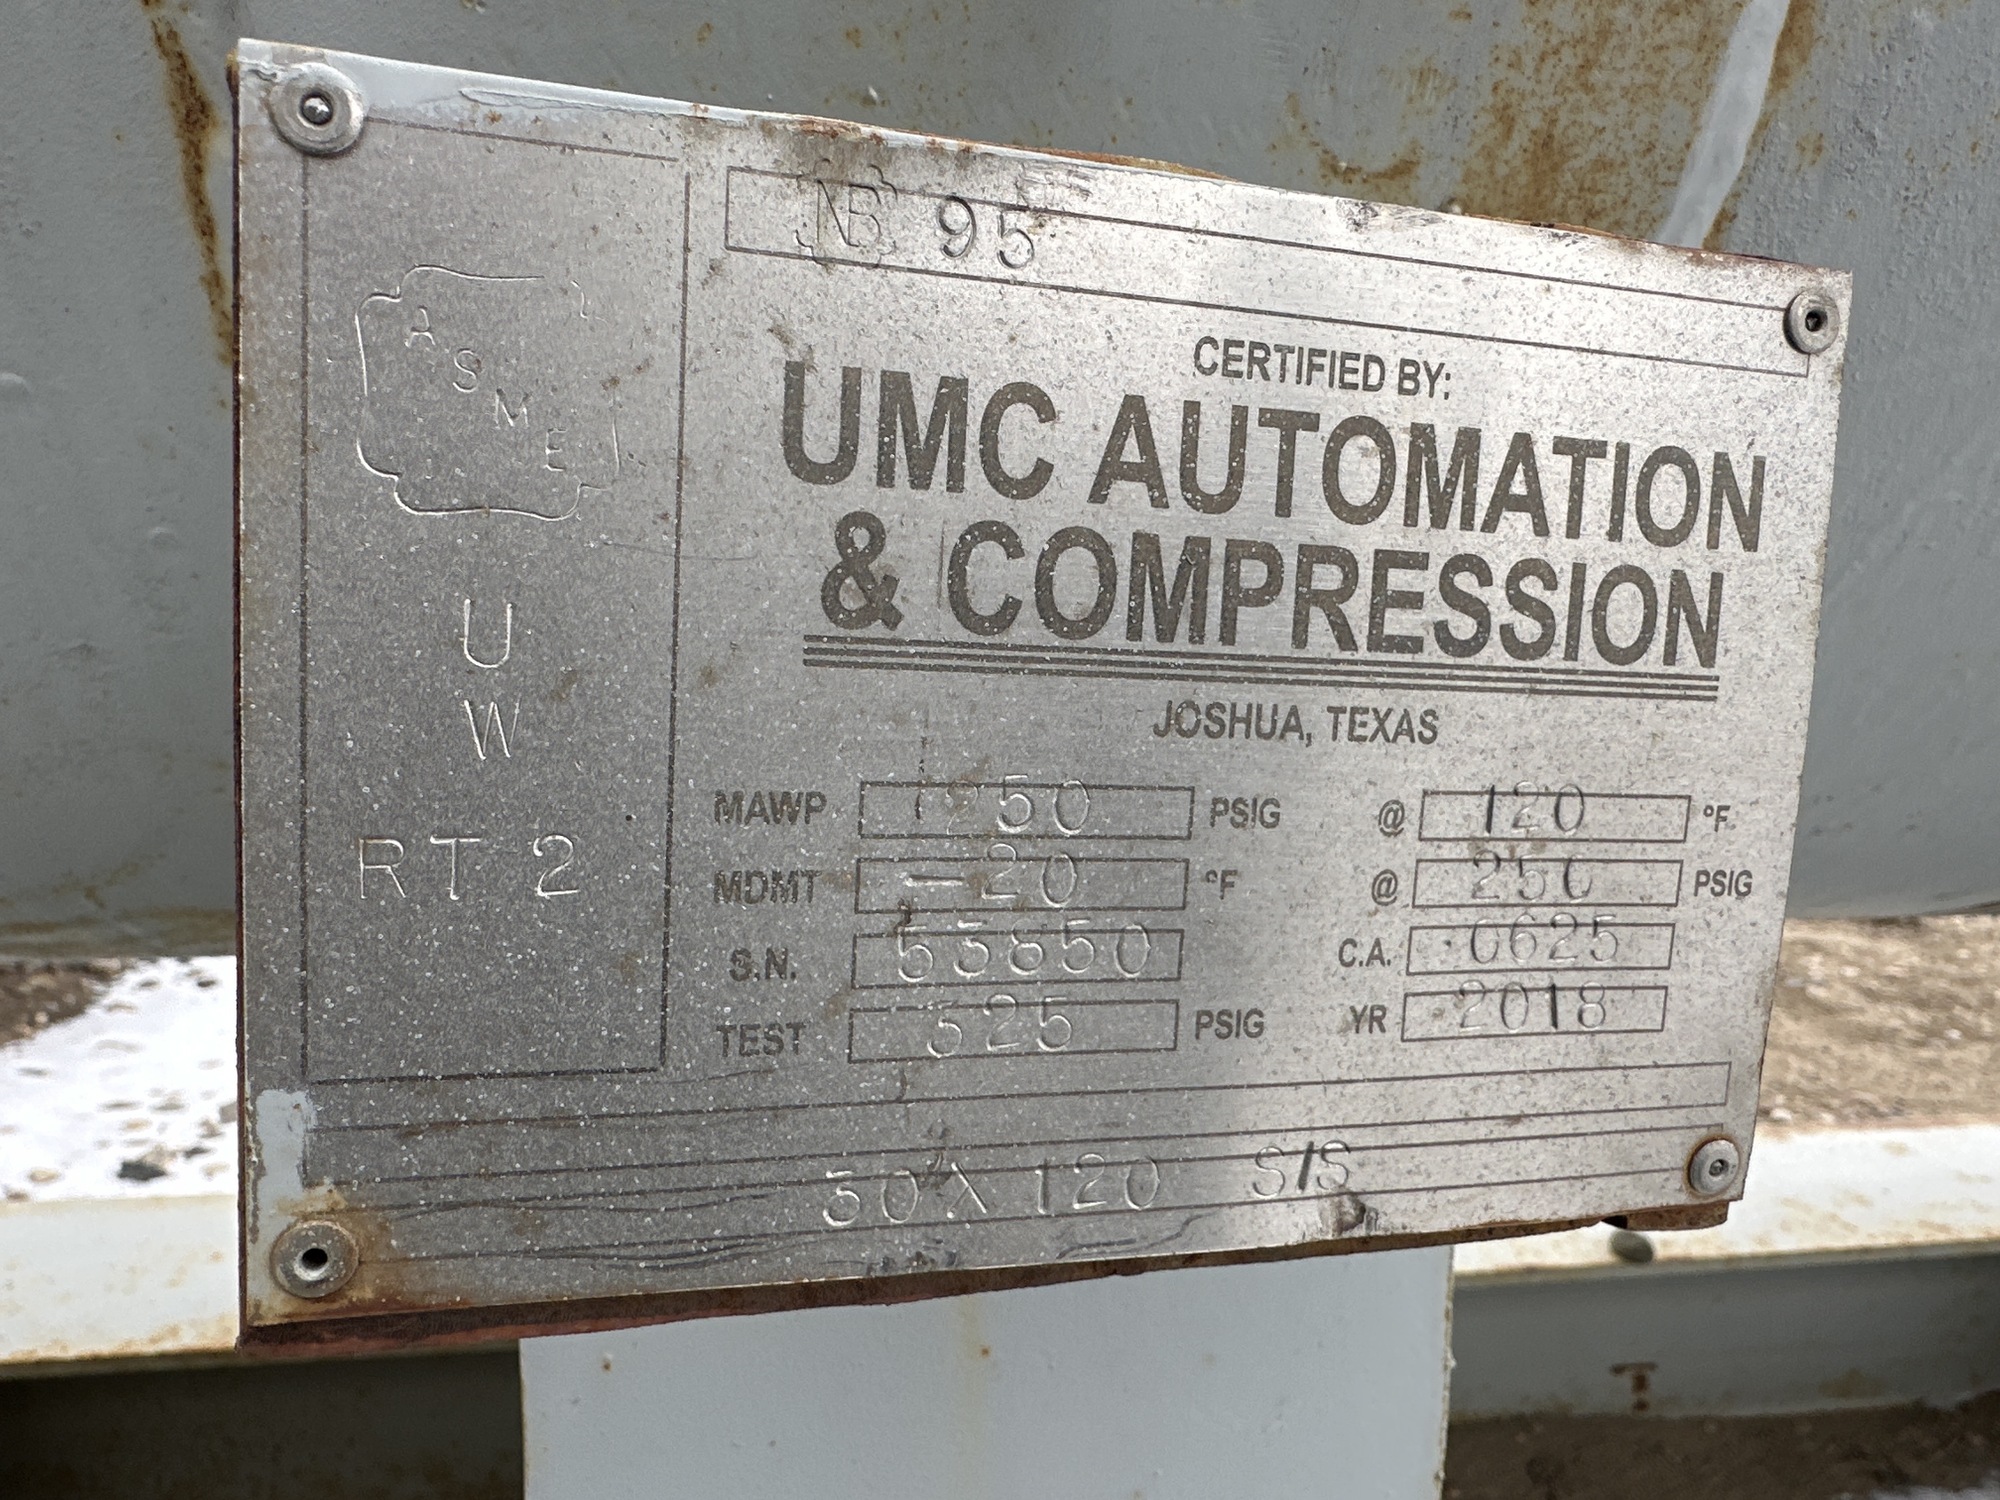 NB 95
ASME
U
W
RT 2
CERTIFIED BY:
UMC AUTOMATION
& COMPRESSION
JOSHUA, TEXAS
MAWP 250 PSIG @ 120 °F
MDMT -20 °F @ 250 PSIG
S.N. 53850 C.A. .0625
TEST 325 PSIG YR 2018
30 X 120 S/S